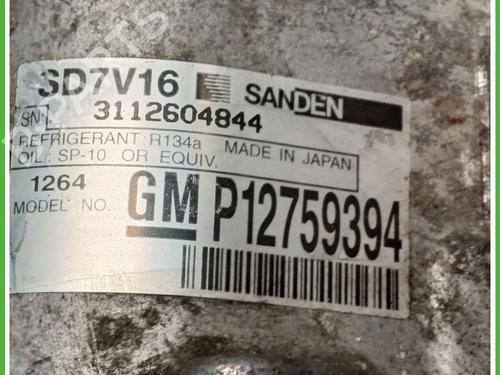 SD7V16 SANDEN
SN 3112604844
REFRIGERANT: R134a
OIL: SP-10 OR EQUIV. MADE IN JAPAN
1264
MODEL NO. GM P12759394